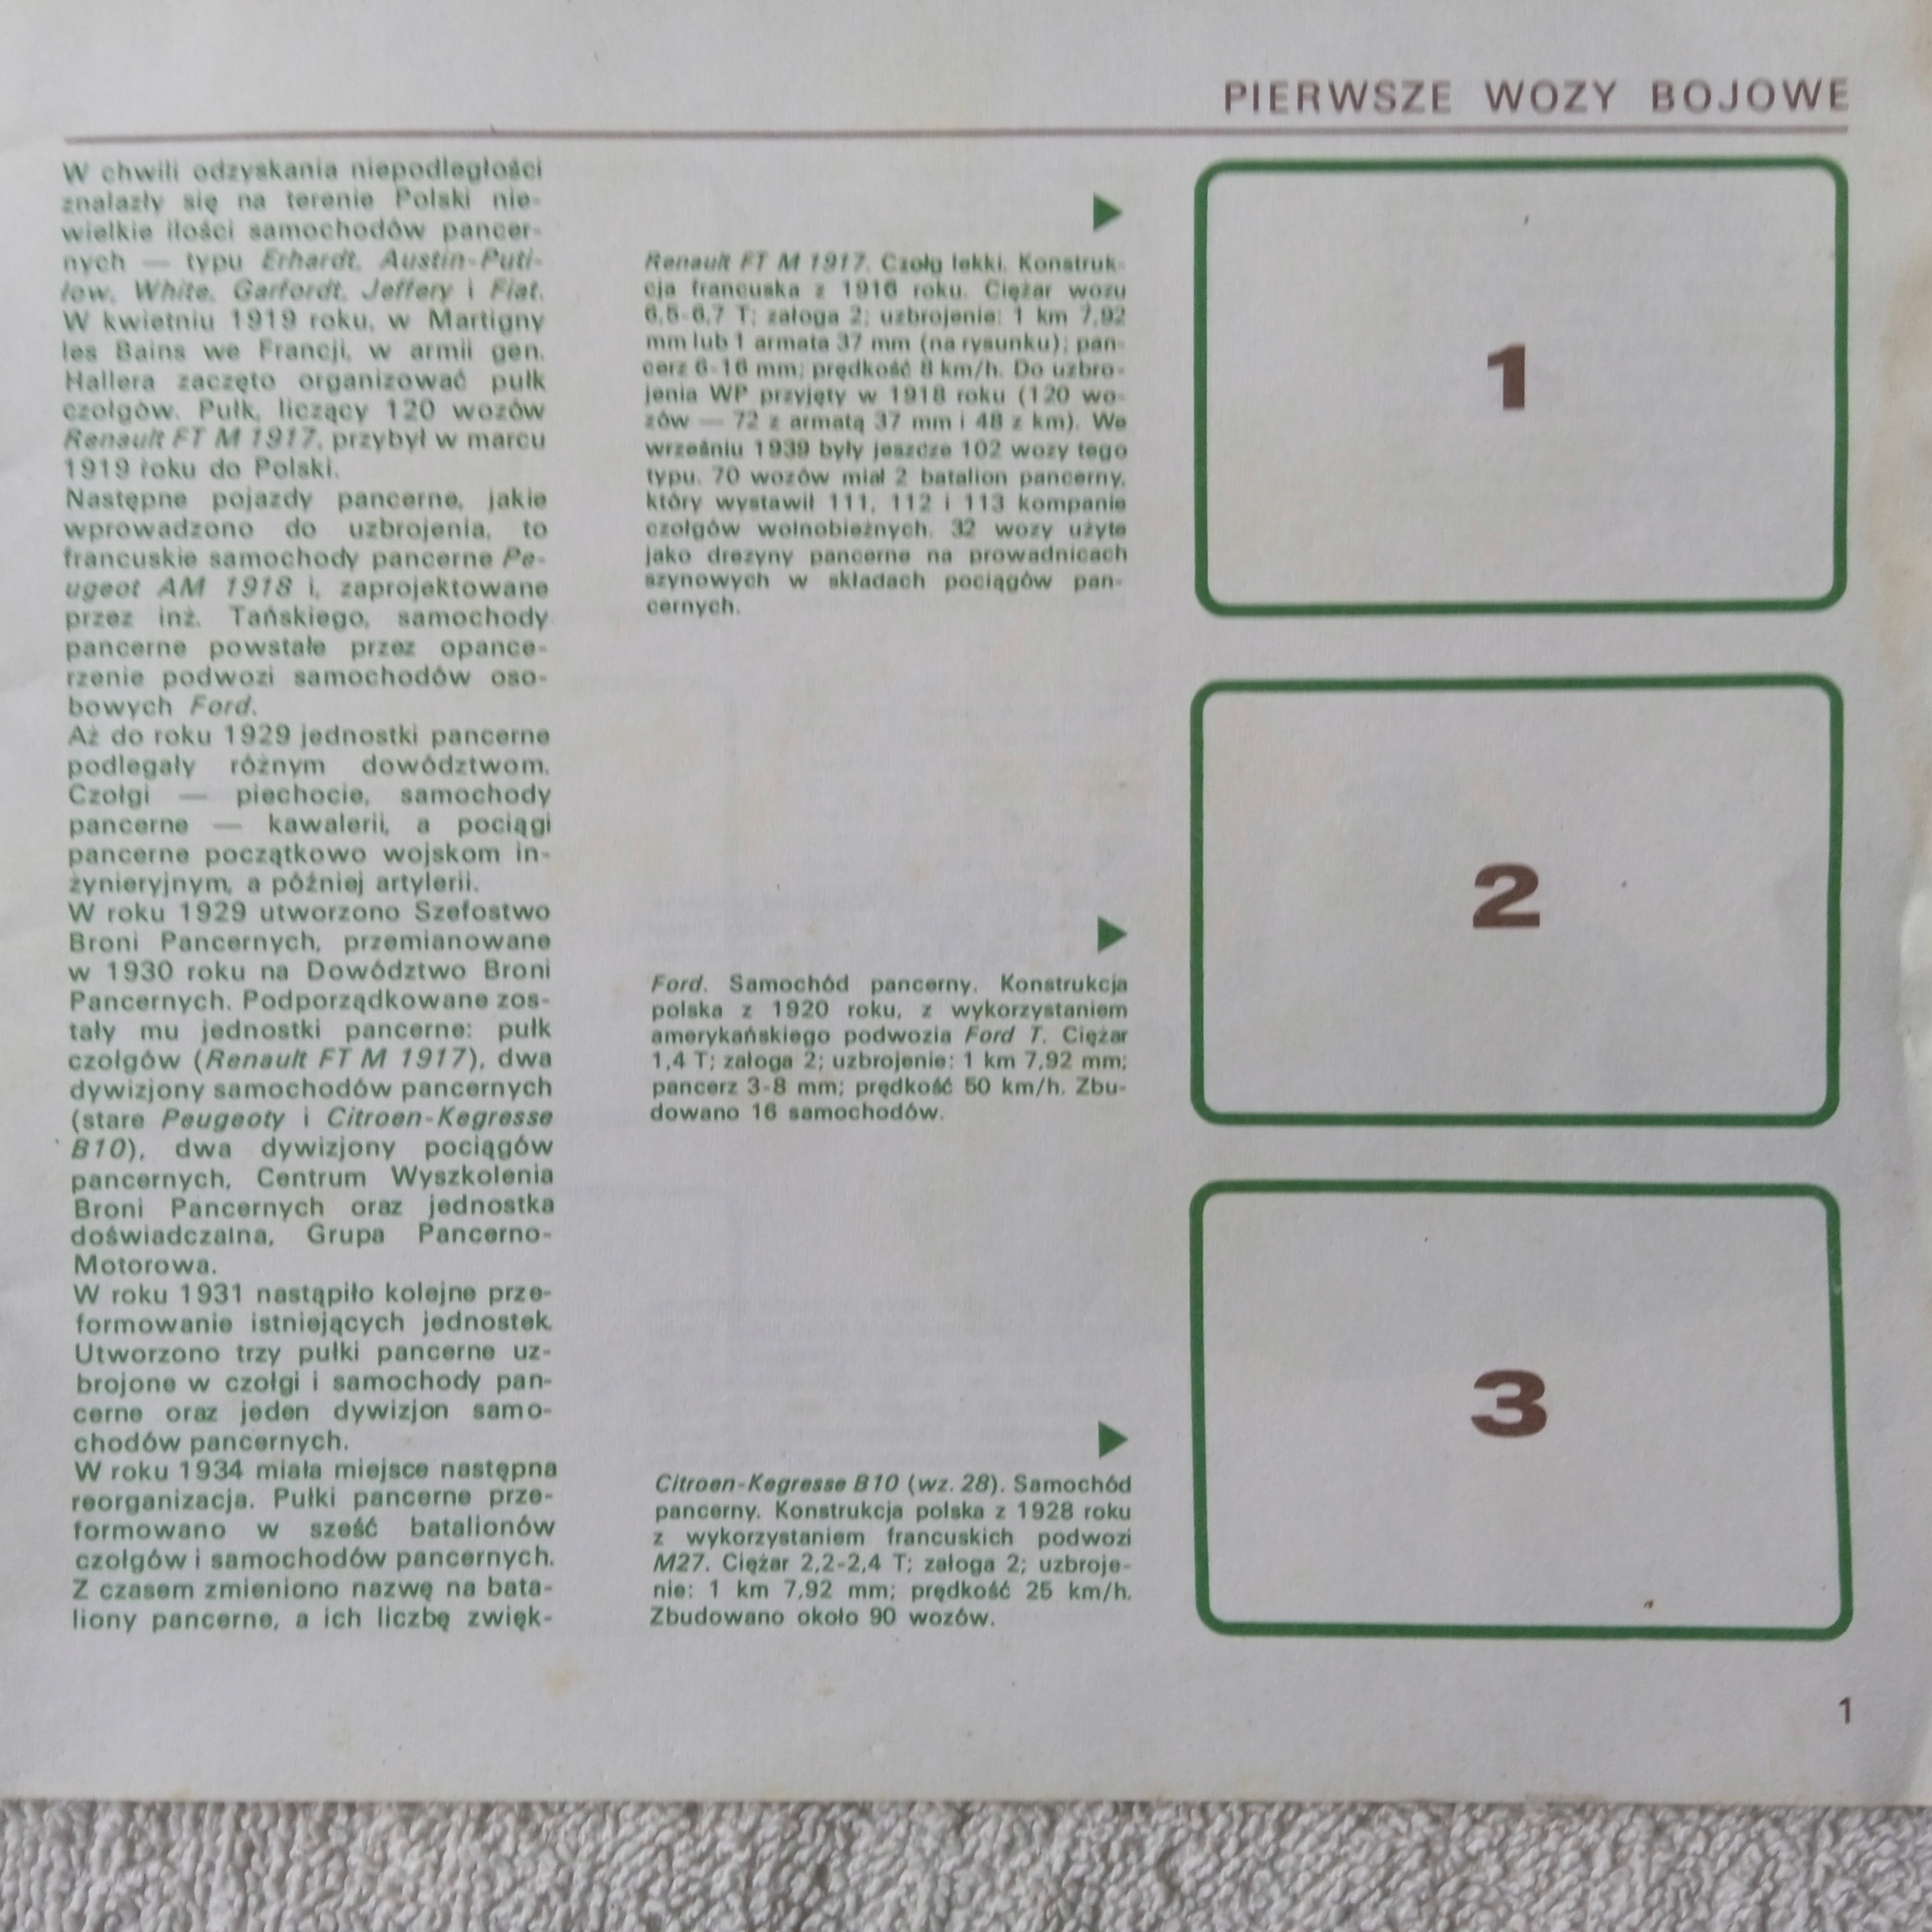 PIERWSZE WOZY BOJOWE
W chwili odzyskania niepodległości
znalazły się na terenie Polski nie-
wielkie ilości samochodów pancer-
nych — typu Erhardt, Austin-Puti-
łow, White, Garfordt, Jeffery i Fiat.
W kwietniu 1919 roku, w Martigny
les Bains we Francji, w armii gen.
Hallera zaczęto organizować pułk
czołgów. Pułk, liczący 120 wozów
Renault FT M 1917, przybył w marcu
1919 roku do Polski.
Następne pojazdy pancerne, jakie
wprowadzono do uzbrojenia, to
francuskie samochody pancerne Pe-
ugeot AM 1918 i, zaprojektowane
przez inż. Tańskiego, samochody
pancerne powstałe przez opance-
rzenie podwozi samochodów oso-
bowych Ford.
Aż do roku 1929 jednostki pancerne
podlegały różnym dowództwom.
Czołgi — piechocie, samochody
pancerne — kawalerii, a pociągi
pancerne początkowo wojskom in-
żynieryjnym, a później artylerii.
W roku 1929 utworzono Szefostwo
Broni Pancernych, przemianowane
w 1930 roku na Dowództwo Broni
Pancernych. Podporządkowane zos-
tały mu jednostki pancerne: pułk
czołgów (Renault FT M 1917), dwa
dywizjony samochodów pancernych
(stare Peugeoty i Citroen-Kegresse
B10), dwa dywizjony pociągów
pancernych, Centrum Wyszkolenia
Broni Pancernych oraz jednostka
doświadczalna, Grupa Pancerno-
Motorowa.
W roku 1931 nastąpiło kolejne prze-
formowanie istniejących jednostek.
Utworzono trzy pułki pancerne uz-
brojone w czołgi i samochody pan-
cerne oraz jeden dywizjon samo-
chodów pancernych.
W roku 1934 miała miejsce następna
reorganizacja. Pułki pancerne prze-
formowano w sześć batalionów
czołgów i samochodów pancernych.
Z czasem zmieniono nazwę na bata-
liony pancerne, a ich liczbę zwięk-
Renault FT M 1917. Czołg lekki. Konstruk-
cja francuska z 1916 roku. Ciężar wozu
6,5-6,7 T; załoga 2; uzbrojenie: 1 km 7,92
mm lub 1 armata 37 mm (na rysunku); pan-
cerz 6-16 mm; prędkość 8 km/h. Do uzbro-
jenia WP przyjęty w 1918 roku (120 wo-
zów — 72 z armatą 37 mm i 48 z km). We
wrześniu 1939 były jeszcze 102 wozy tego
typu. 70 wozów miał 2 batalion pancerny,
który wystawił 111, 112 i 113 kompanie
czołgów wolnobieżnych. 32 wozy użyte
jako drezyny pancerne na prowadnicach
szynowych w składach pociągów pan-
cernych.
Ford. Samochód pancerny. Konstrukcja
polska z 1920 roku, z wykorzystaniem
amerykańskiego podwozia Ford T. Ciężar
1,4 T; załoga 2; uzbrojenie: 1 km 7,92 mm;
pancerz 3-8 mm; prędkość 50 km/h. Zbu-
dowano 16 samochodów.
Citroen-Kegresse B10 (wz. 28). Samochód
pancerny. Konstrukcja polska z 1928 roku
z wykorzystaniem francuskich podwozi
M27. Ciężar 2,2-2,4 T; załoga 2; uzbroje-
nie: 1 km 7,92 mm; prędkość 25 km/h.
Zbudowano około 90 wozów.
1
2
3
1